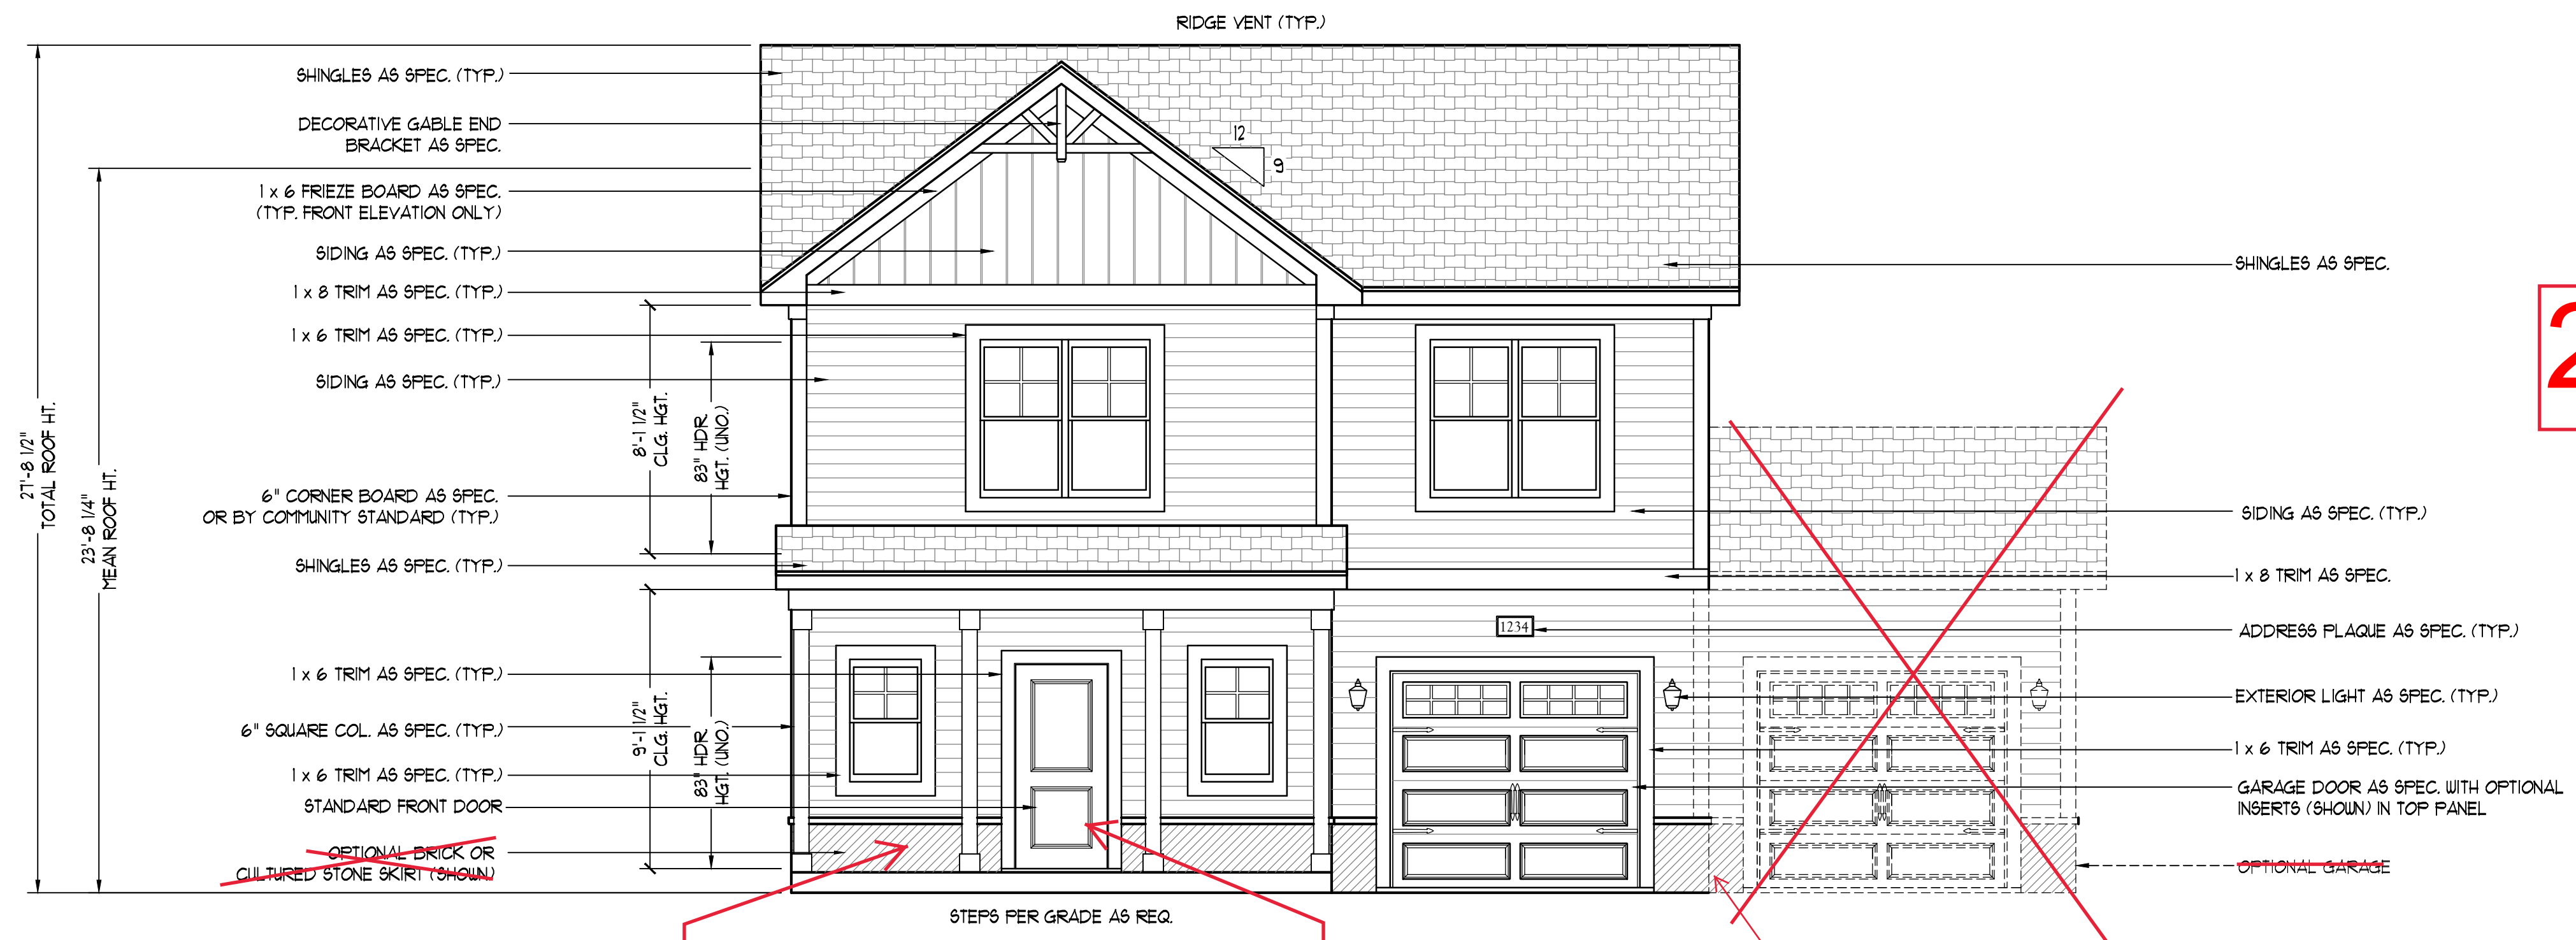 RIDGE VENT (TYP.)
SHINGLES AS SPEC. (TYP.)
DECORATIVE GABLE END
BRACKET AS SPEC.
1 x 6 FRIEZE BOARD AS SPEC.
(TYP. FRONT ELEVATION ONLY)
SIDING AS SPEC. (TYP.)
1 x 8 TRIM AS SPEC. (TYP.)
1 x 6 TRIM AS SPEC. (TYP.)
SIDING AS SPEC. (TYP.)
6" CORNER BOARD AS SPEC.
OR BY COMMUNITY STANDARD (TYP.)
SHINGLES AS SPEC. (TYP.)
1 x 6 TRIM AS SPEC. (TYP.)
6" SQUARE COL. AS SPEC. (TYP.)
1 x 6 TRIM AS SPEC. (TYP.)
STANDARD FRONT DOOR
OPTIONAL BRICK OR
CULTURED STONE SKIRT (SHOWN)
27'-8 1/2"
TOTAL ROOF HT.
23'-8 1/4"
MEAN ROOF HT.
8'-1 1/2"
CLG. HGT.
83" HDR.
HGT. (UNO.)
9'-1 1/2"
CLG. HGT.
83" HDR.
HGT. (UNO.)
12
9
1234
STEPS PER GRADE AS REQ.
SHINGLES AS SPEC.
SIDING AS SPEC. (TYP.)
1 x 8 TRIM AS SPEC.
ADDRESS PLAQUE AS SPEC. (TYP.)
EXTERIOR LIGHT AS SPEC. (TYP.)
1 x 6 TRIM AS SPEC. (TYP.)
GARAGE DOOR AS SPEC. WITH OPTIONAL
INSERTS (SHOWN) IN TOP PANEL
OPTIONAL GARAGE
2